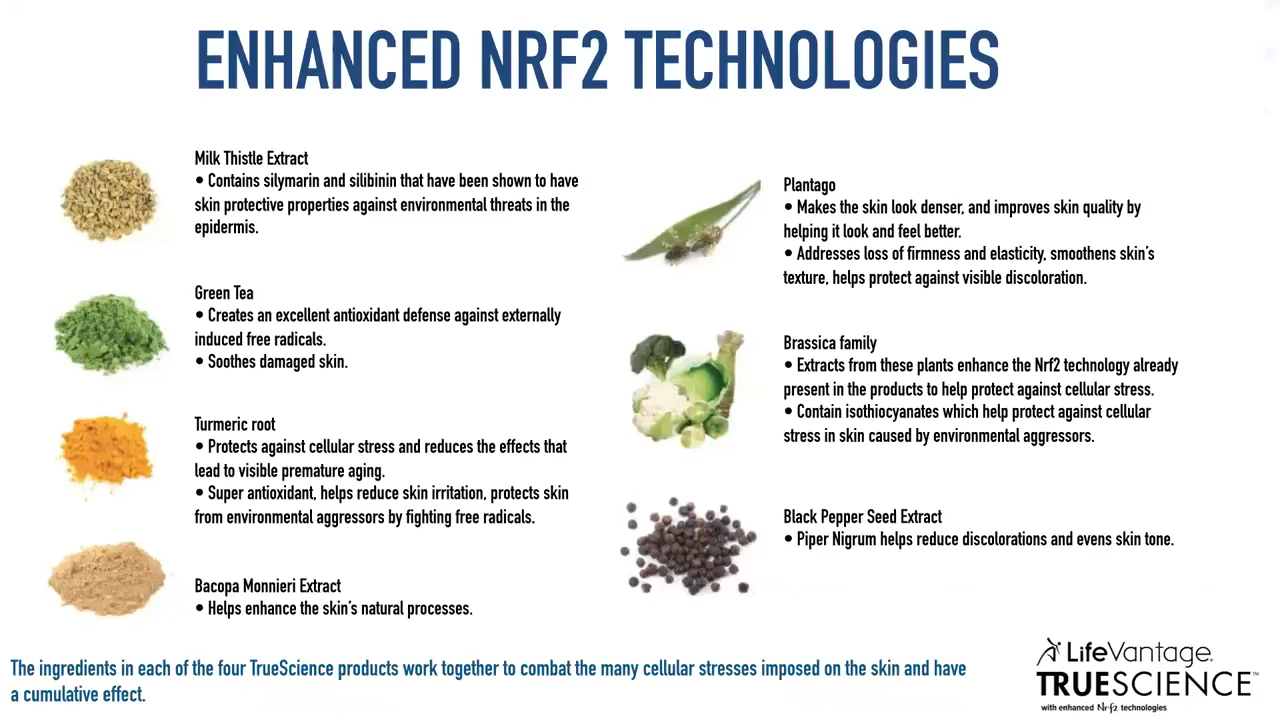 ENHANCED NRF2 TECHNOLOGIES
Milk Thistle Extract
• Contains silymarin and silibinin that have been shown to have
skin protective properties against environmental threats in the
epidermis.
Green Tea
• Creates an excellent antioxidant defense against externally
induced free radicals.
• Soothes damaged skin.
Turmeric root
• Protects against cellular stress and reduces the effects that
lead to visible premature aging.
• Super antioxidant, helps reduce skin irritation, protects skin
from environmental aggressors by fighting free radicals.
Bacopa Monnieri Extract
• Helps enhance the skin's natural processes.
Plantago
• Makes the skin look denser, and improves skin quality by
helping it look and feel better.
• Addresses loss of firmness and elasticity, smoothens skin's
texture, helps protect against visible discoloration.
Brassica family
• Extracts from these plants enhance the Nrf2 technology already
present in the products to help protect against cellular stress.
• Contain isothiocyanates which help protect against cellular
stress in skin caused by environmental aggressors.
Black Pepper Seed Extract
• Piper Nigrum helps reduce discolorations and evens skin tone.
The ingredients in each of the four TrueScience products work together to combat the many cellular stresses imposed on the skin and have
a cumulative effect.
LifeVantage.
TRUESCIENCE™
with enhanced Nrf2 technologies